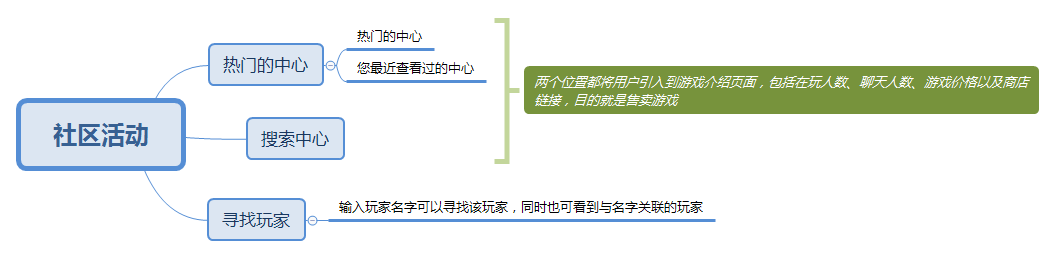 社区活动
热门的中心
热门的中心
您最近查看过的中心
搜索中心
两个位置都将用户引入到游戏介绍页面，包括在玩人数、聊天人数、游戏价格以及商店
链接，目的就是售卖游戏
寻找玩家
输入玩家名字可以寻找该玩家，同时也可看到与名字关联的玩家